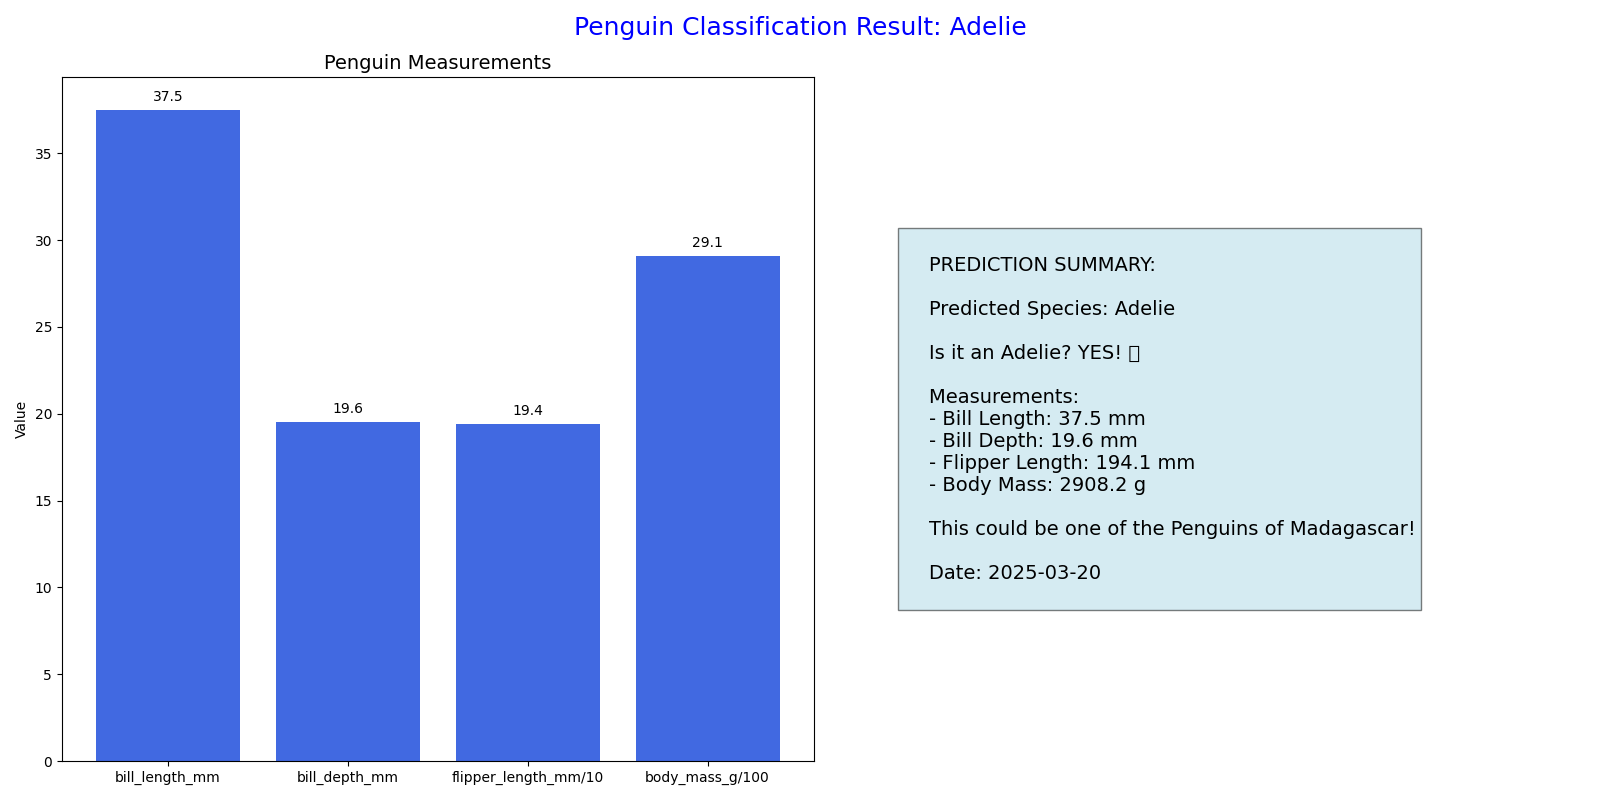 Penguin Classification Result: Adelie
Penguin Measurements
37.5
19.6
19.4
29.1
35
30
25
20
15
10
5
0
Value
bill_length_mm
bill_depth_mm
flipper_length_mm/10
body_mass_g/100
PREDICTION SUMMARY:
Predicted Species: Adelie
Is it an Adelie? YES! ▯
Measurements:
- Bill Length: 37.5 mm
- Bill Depth: 19.6 mm
- Flipper Length: 194.1 mm
- Body Mass: 2908.2 g
This could be one of the Penguins of Madagascar!
Date: 2025-03-20